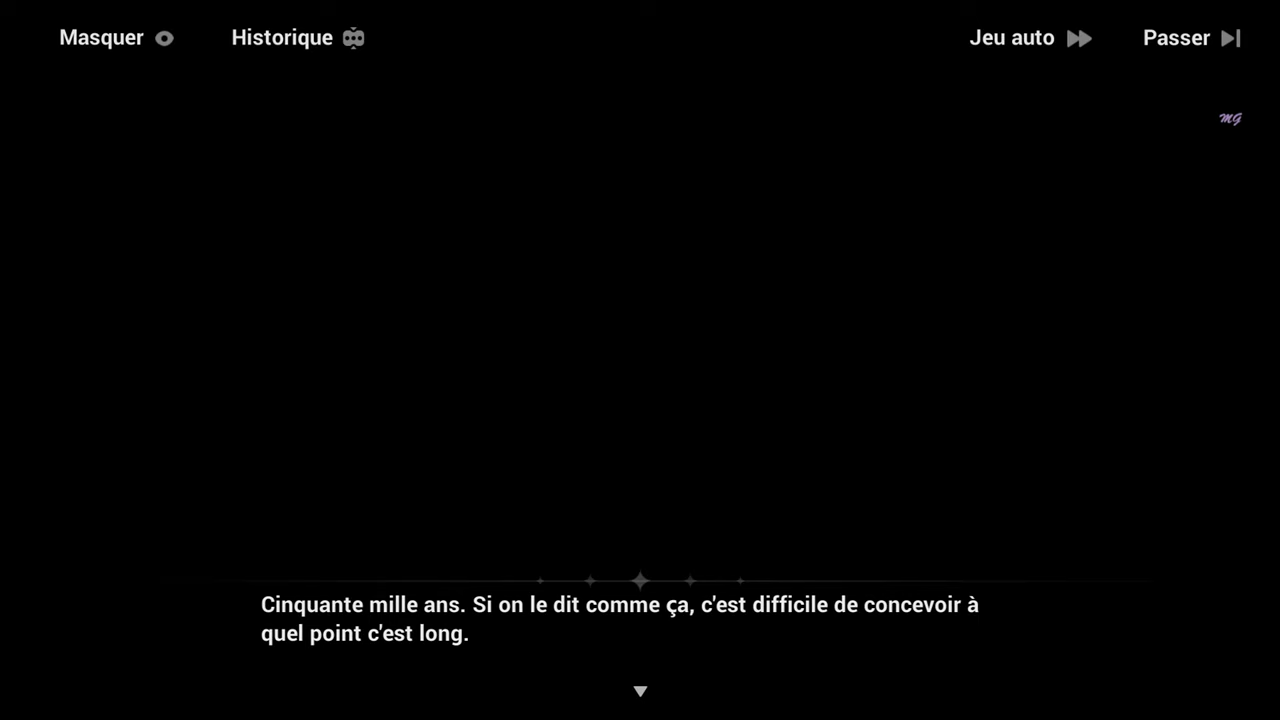 Masquer Historique Jeu auto Passer
MG
Cinquante mille ans. Si on le dit comme ça, c'est difficile de concevoir à
quel point c'est long.